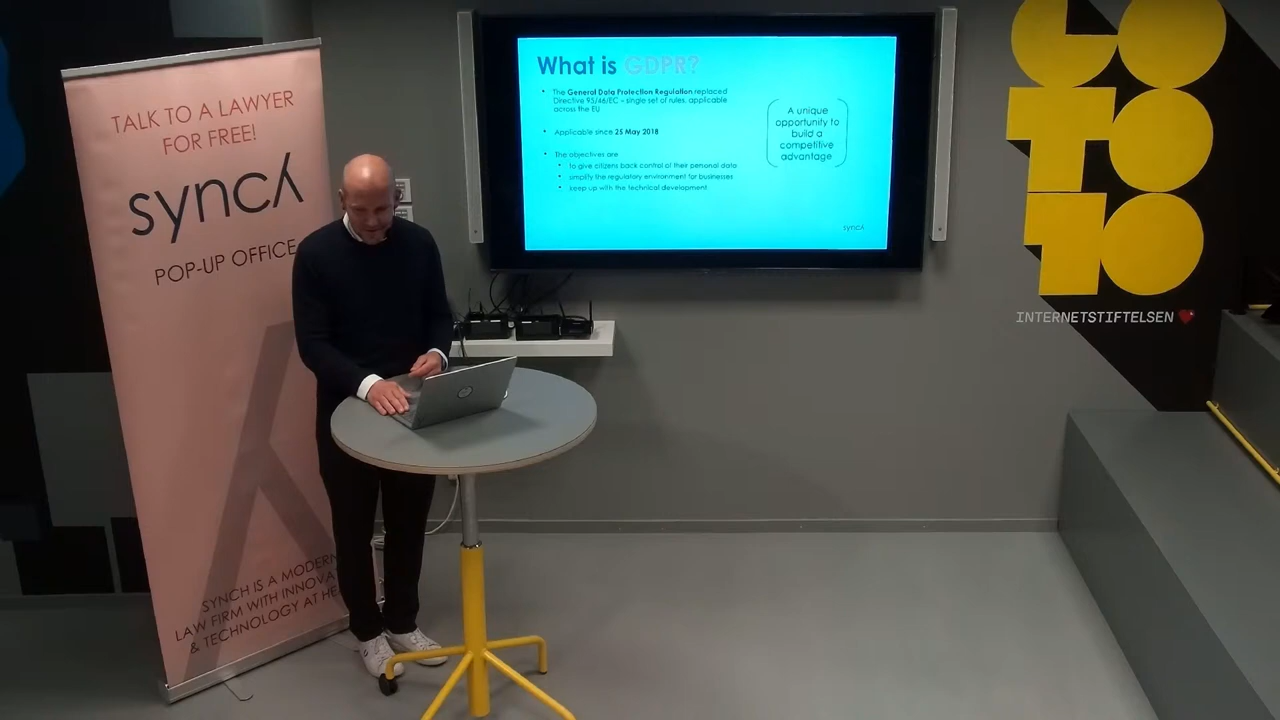 TALK TO A LAWYER
FOR FREE!
synch
POP-UP OFFICE
SYNCH IS A MODERN
LAW FIRM WITH INNOVA
& TECHNOLOGY AT HE
What is GDPR?
• The General Data Protection Regulation replaced
Directive 95/46/EC – single set of rules, applicable
across the EU
• Applicable since 25 May 2018
• The objectives are
• to give citizens back control of their personal data
• simplify the regulatory environment for businesses
• keep up with the technical development
A unique
opportunity to
build a
competitive
advantage
synch
GO
TO
TO
INTERNETSTIFTELSEN